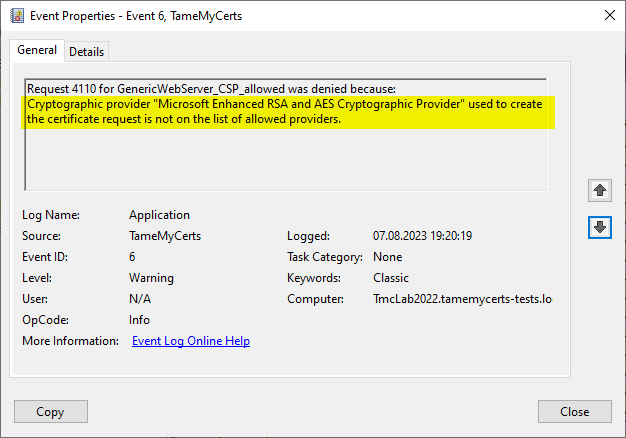 Event Properties - Event 6, TameMyCerts
General
Details
Request 4110 for GenericWebServer_CSP_allowed was denied because:
Cryptographic provider "Microsoft Enhanced RSA and AES Cryptographic Provider" used to create
the certificate request is not on the list of allowed providers.
Log Name: Application
Source: TameMyCerts Logged: 07.08.2023 19:20:19
Event ID: 6 Task Category: None
Level: Warning Keywords: Classic
User: N/A Computer: TmcLab2022.tamemycerts-tests.lo
OpCode: Info
More Information: Event Log Online Help
Copy Close